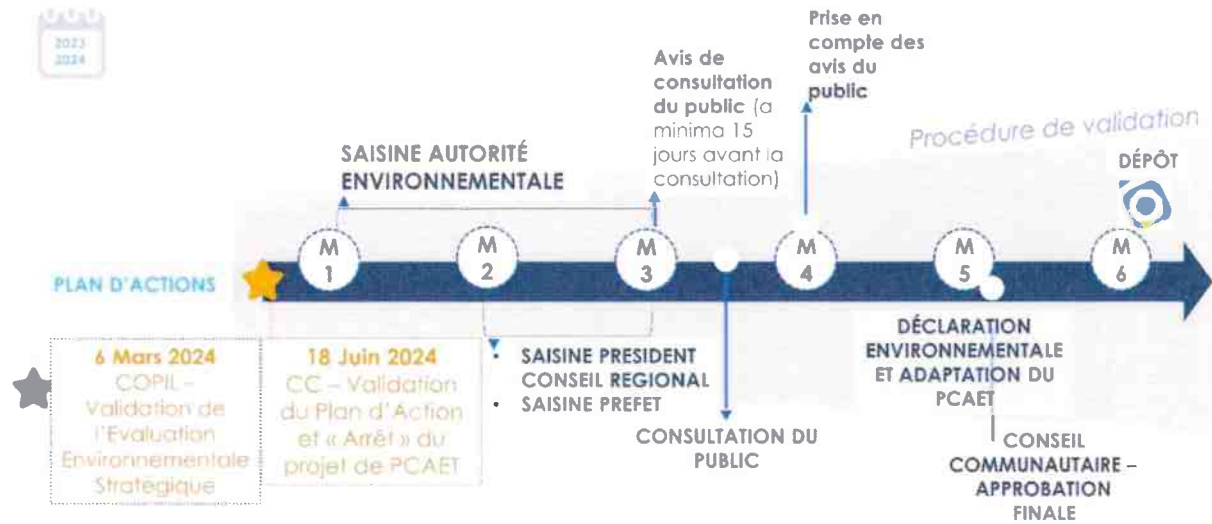 2023
2024
Prise en
compte des
avis du
public
Avis de
consultation
du public (a
minima 15
jours avant la
consultation)
Procédure de validation
SAISINE AUTORITÉ
ENVIRONNEMENTALE
DÉPÔT
M
1
M
2
M
3
M
4
M
5
M
6
PLAN D'ACTIONS
6 Mars 2024
COPIL –
Validation de
l'Evaluation
Environnementale
Stratégique
18 Juin 2024
CC – Validation
du Plan d'Action
et « Arrêt » du
projet de PCAET
• SAISINE PRESIDENT
CONSEIL REGIONAL
• SAISINE PREFET
CONSULTATION DU
PUBLIC
DÉCLARATION
ENVIRONNEMENTALE
ET ADAPTATION DU
PCAET
CONSEIL
COMMUNAUTAIRE –
APPROBATION
FINALE